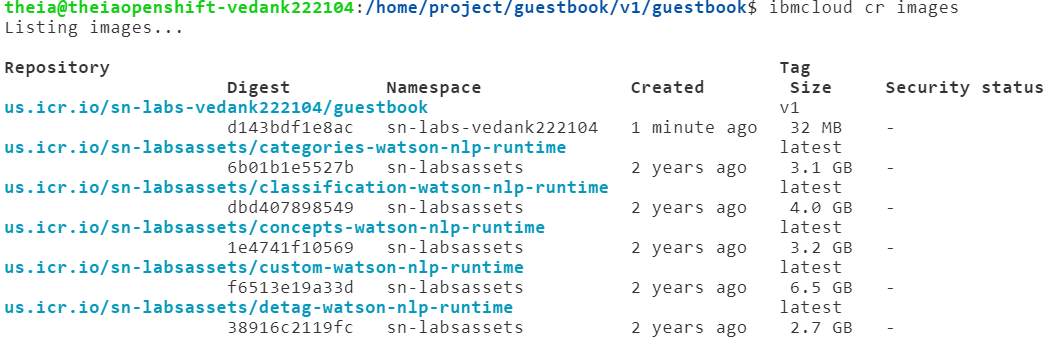 theia@theiaopenshift-vedank222104:/home/project/guestbook/v1/guestbook$ ibmcloud cr images
Listing images...
Repository Tag
Digest Namespace Created Size Security status
us.icr.io/sn-labs-vedank222104/guestbook v1
d143bdf1e8ac sn-labs-vedank222104 1 minute ago 32 MB -
us.icr.io/sn-labsassets/categories-watson-nlp-runtime latest
6b01b1e5527b sn-labsassets 2 years ago 3.1 GB -
us.icr.io/sn-labsassets/classification-watson-nlp-runtime latest
dbd407898549 sn-labsassets 2 years ago 4.0 GB -
us.icr.io/sn-labsassets/concepts-watson-nlp-runtime latest
1e4741f10569 sn-labsassets 2 years ago 3.2 GB -
us.icr.io/sn-labsassets/custom-watson-nlp-runtime latest
f6513e19a33d sn-labsassets 2 years ago 6.5 GB -
us.icr.io/sn-labsassets/detag-watson-nlp-runtime latest
38916c2119fc sn-labsassets 2 years ago 2.7 GB -